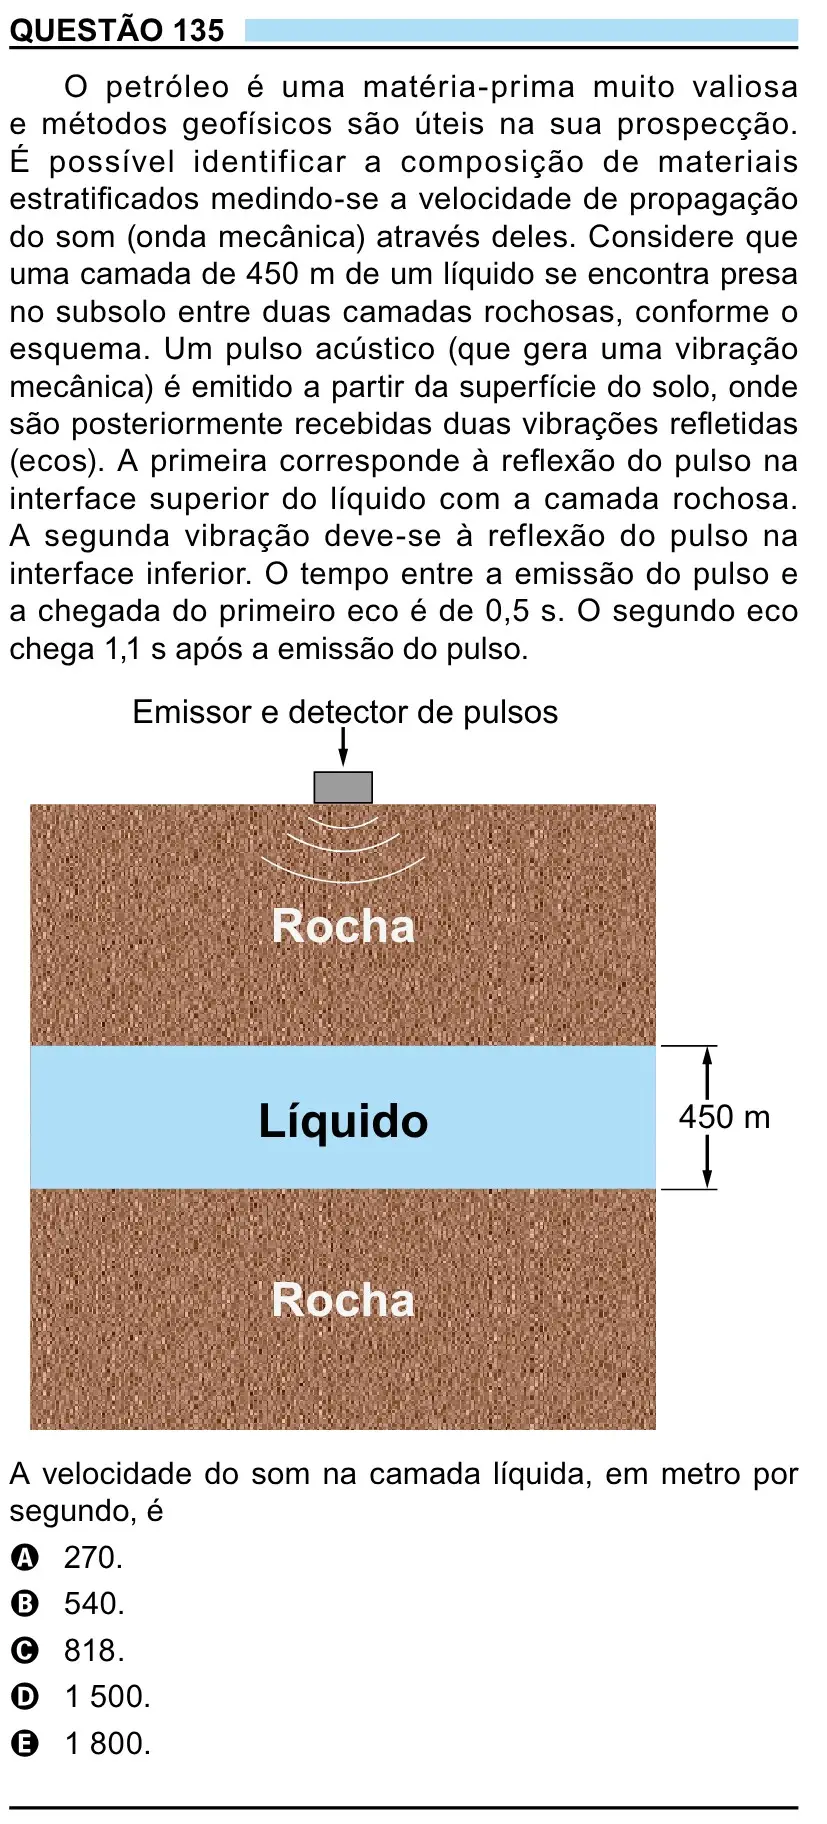 QUESTÃO 135
O petróleo é uma matéria-prima muito valiosa
e métodos geofísicos são úteis na sua prospecção.
É possível identificar a composição de materiais
estratificados medindo-se a velocidade de propagação
do som (onda mecânica) através deles. Considere que
uma camada de 450 m de um líquido se encontra presa
no subsolo entre duas camadas rochosas, conforme o
esquema. Um pulso acústico (que gera uma vibração
mecânica) é emitido a partir da superfície do solo, onde
são posteriormente recebidas duas vibrações refletidas
(ecos). A primeira corresponde à reflexão do pulso na
interface superior do líquido com a camada rochosa.
A segunda vibração deve-se à reflexão do pulso na
interface inferior. O tempo entre a emissão do pulso e
a chegada do primeiro eco é de 0,5 s. O segundo eco
chega 1,1 s após a emissão do pulso.
Emissor e detector de pulsos
Rocha
Líquido
450 m
Rocha
A velocidade do som na camada líquida, em metro por
segundo, é
A 270.
B 540.
C 818.
D 1 500.
E 1 800.